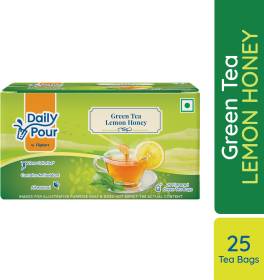 Daily
Pour
by Flipkart
Green Tea
Lemon Honey
IMAGES FOR ILLUSTRATIVE PURPOSE ONLY & DOES NOT DEPICT THE ACTUAL CONTENT
Green Tea
LEMON HONEY
25
Tea Bags